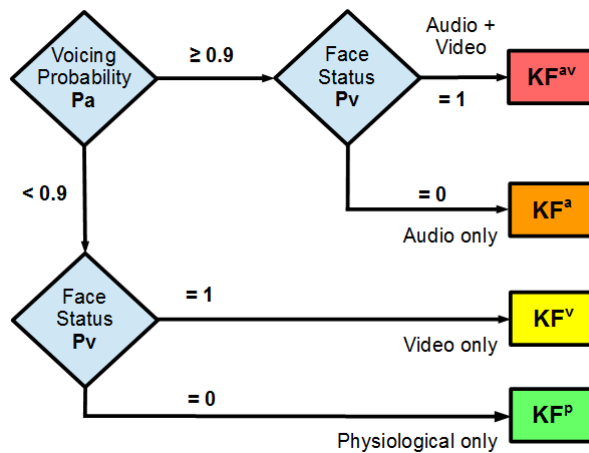 Voicing
Probability
Pa
≥ 0.9
Face
Status
Pv
Audio +
Video
= 1
KFᵃᵛ
< 0.9
= 0
Audio only
KFᵃ
Face
Status
Pv
= 1
Video only
KFᵛ
= 0
Physiological only
KFᵖ